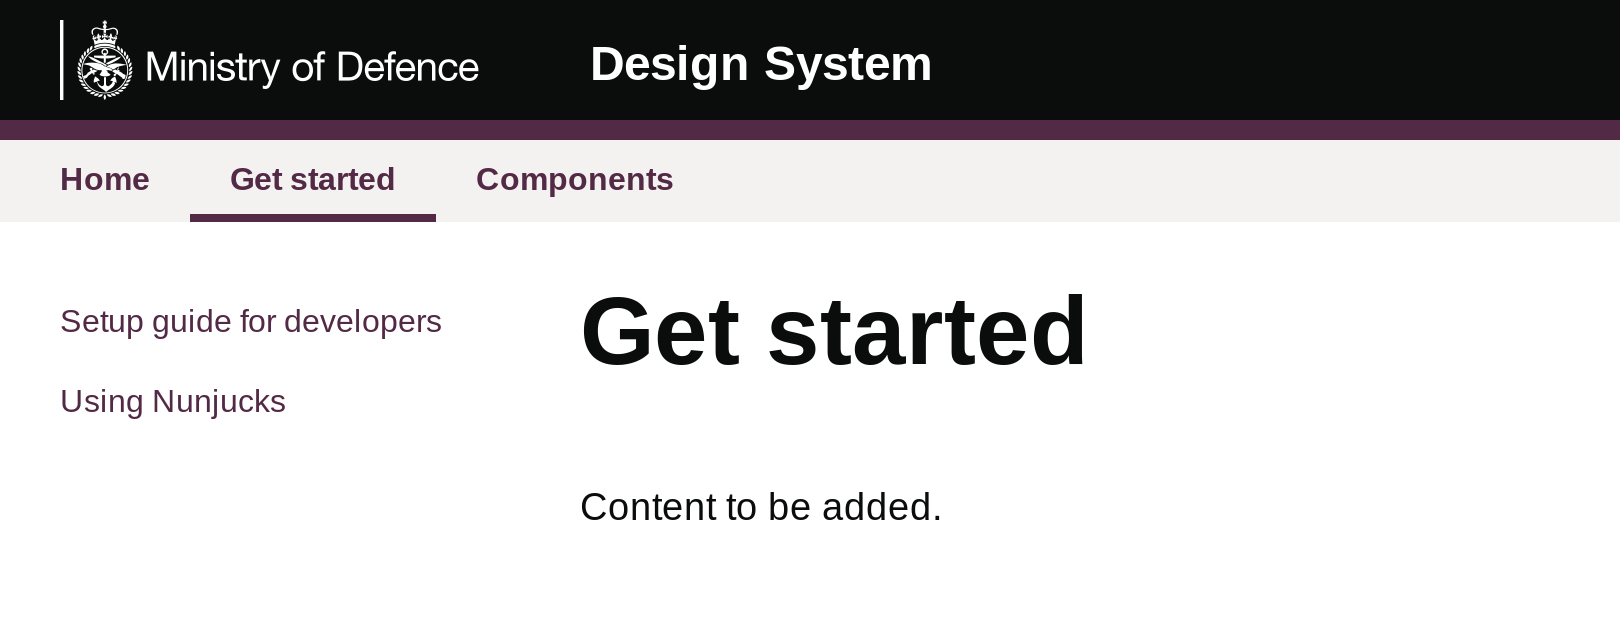 Ministry of Defence
Design System
Home
Get started
Components
Setup guide for developers
Using Nunjucks
Get started
Content to be added.